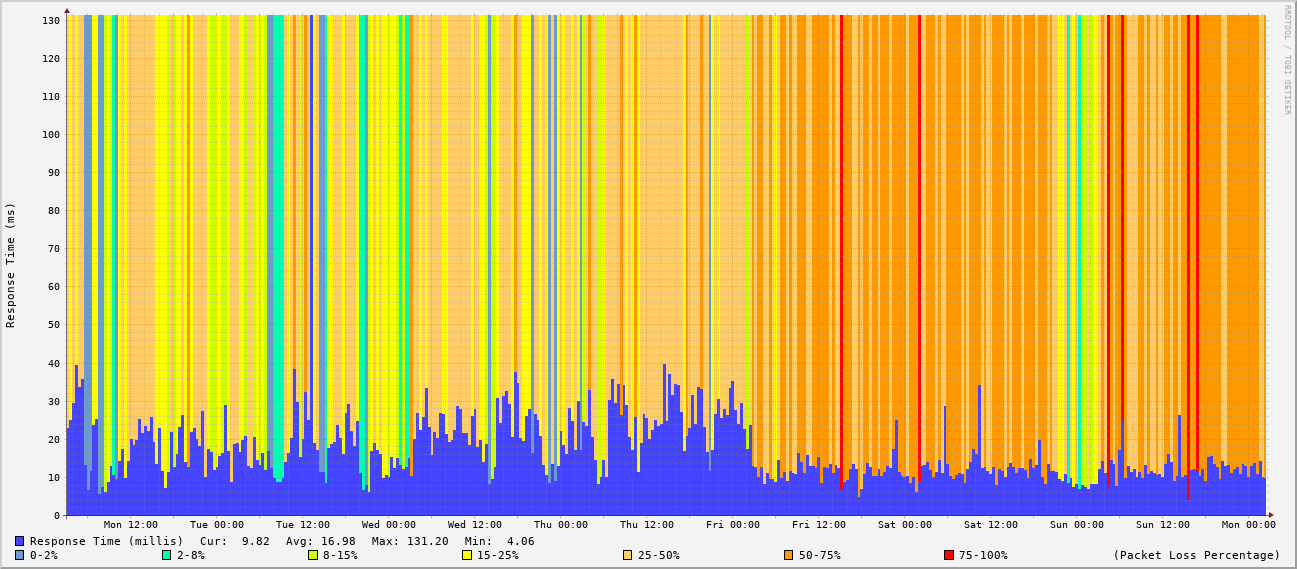 RRDTOOL / TOBI OETIKER
Response Time (ms)
130
120
110
100
90
80
70
60
50
40
30
20
10
0
Mon 12:00 Tue 00:00 Tue 12:00 Wed 00:00 Wed 12:00 Thu 00:00 Thu 12:00 Fri 00:00 Fri 12:00 Sat 00:00 Sat 12:00 Sun 00:00 Sun 12:00 Mon 00:00
Response Time (millis) Cur: 9.82 Avg: 16.98 Max: 131.20 Min: 4.06
0-2% 2-8% 8-15% 15-25% 25-50% 50-75% 75-100% (Packet Loss Percentage)